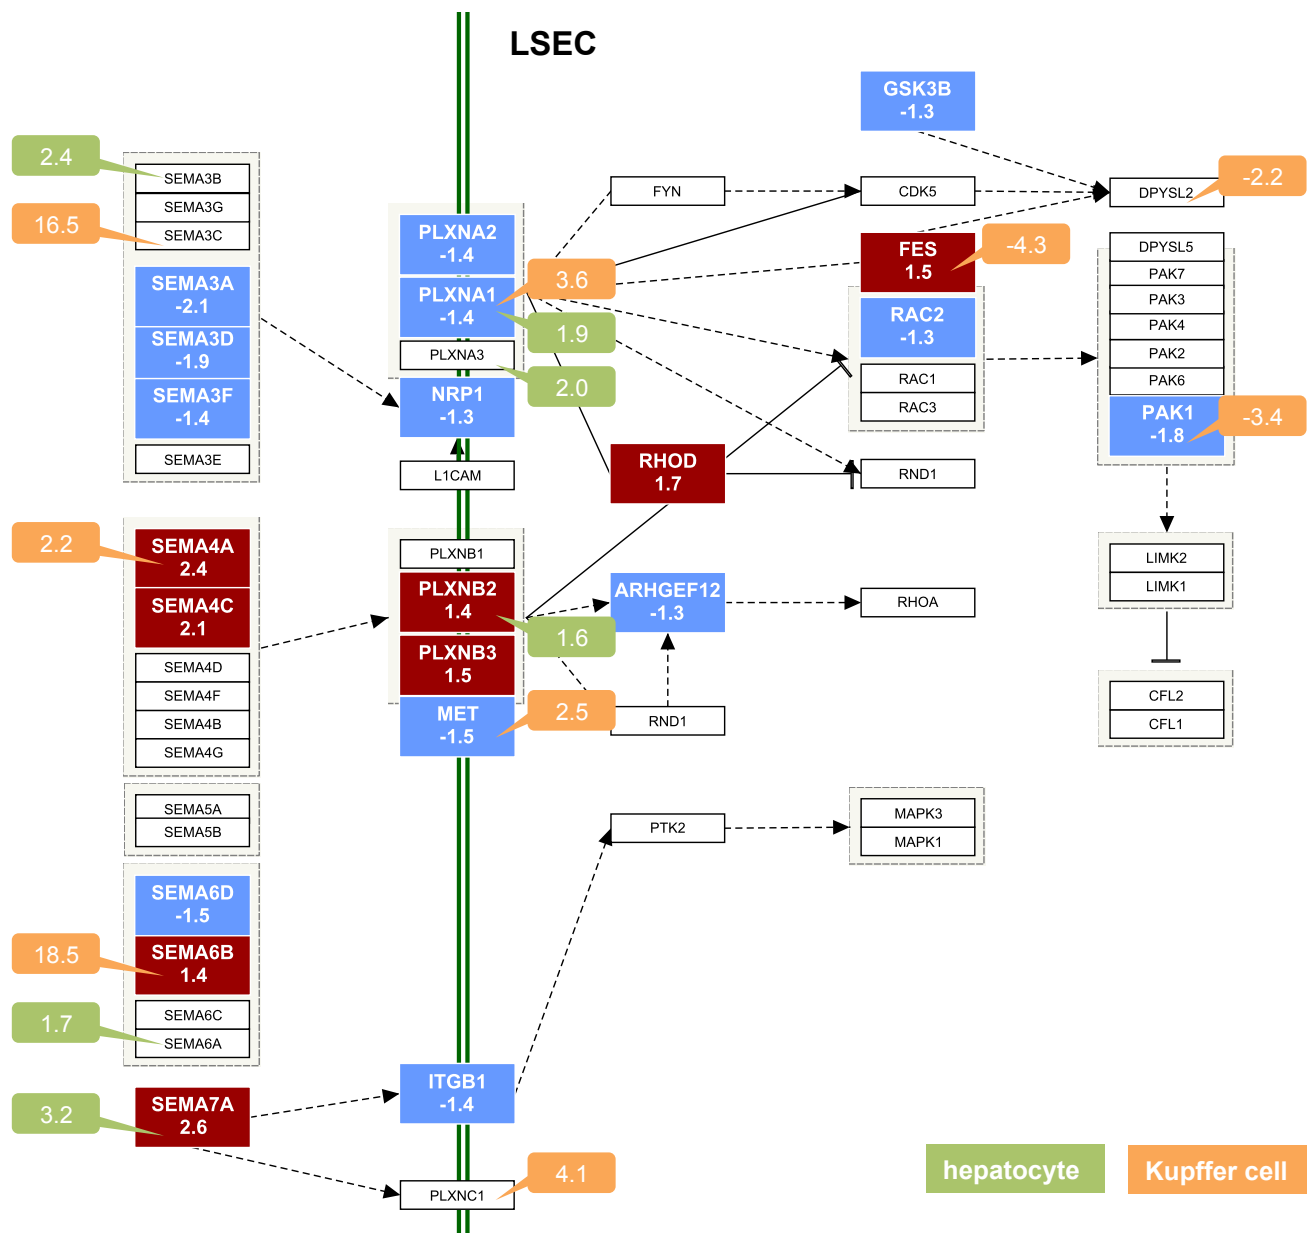 LSEC
GSK3B
-1.3
2.4
SEMA3B
SEMA3G
16.5
SEMA3C
SEMA3A
-2.1
SEMA3D
-1.9
SEMA3F
-1.4
SEMA3E
PLXNA2
-1.4
PLXNA1
-1.4
3.6
1.9
PLXNA3
2.0
NRP1
-1.3
L1CAM
FYN
CDK5
DPYSL2
-2.2
FES
1.5
-4.3
RAC2
-1.3
RAC1
RAC3
DPYSL5
PAK7
PAK3
PAK4
PAK2
PAK6
PAK1
-1.8
-3.4
RHOD
1.7
RND1
LIMK2
LIMK1
CFL2
CFL1
2.2
SEMA4A
2.4
SEMA4C
2.1
SEMA4D
SEMA4F
SEMA4B
SEMA4G
PLXNB1
PLXNB2
1.4
1.6
PLXNB3
1.5
MET
-1.5
2.5
ARHGEF12
-1.3
RHOA
RND1
SEMA5A
SEMA5B
PTK2
MAPK3
MAPK1
SEMA6D
-1.5
18.5
SEMA6B
1.4
SEMA6C
1.7
SEMA6A
3.2
SEMA7A
2.6
ITGB1
-1.4
PLXNC1
4.1
hepatocyte
Kupffer cell